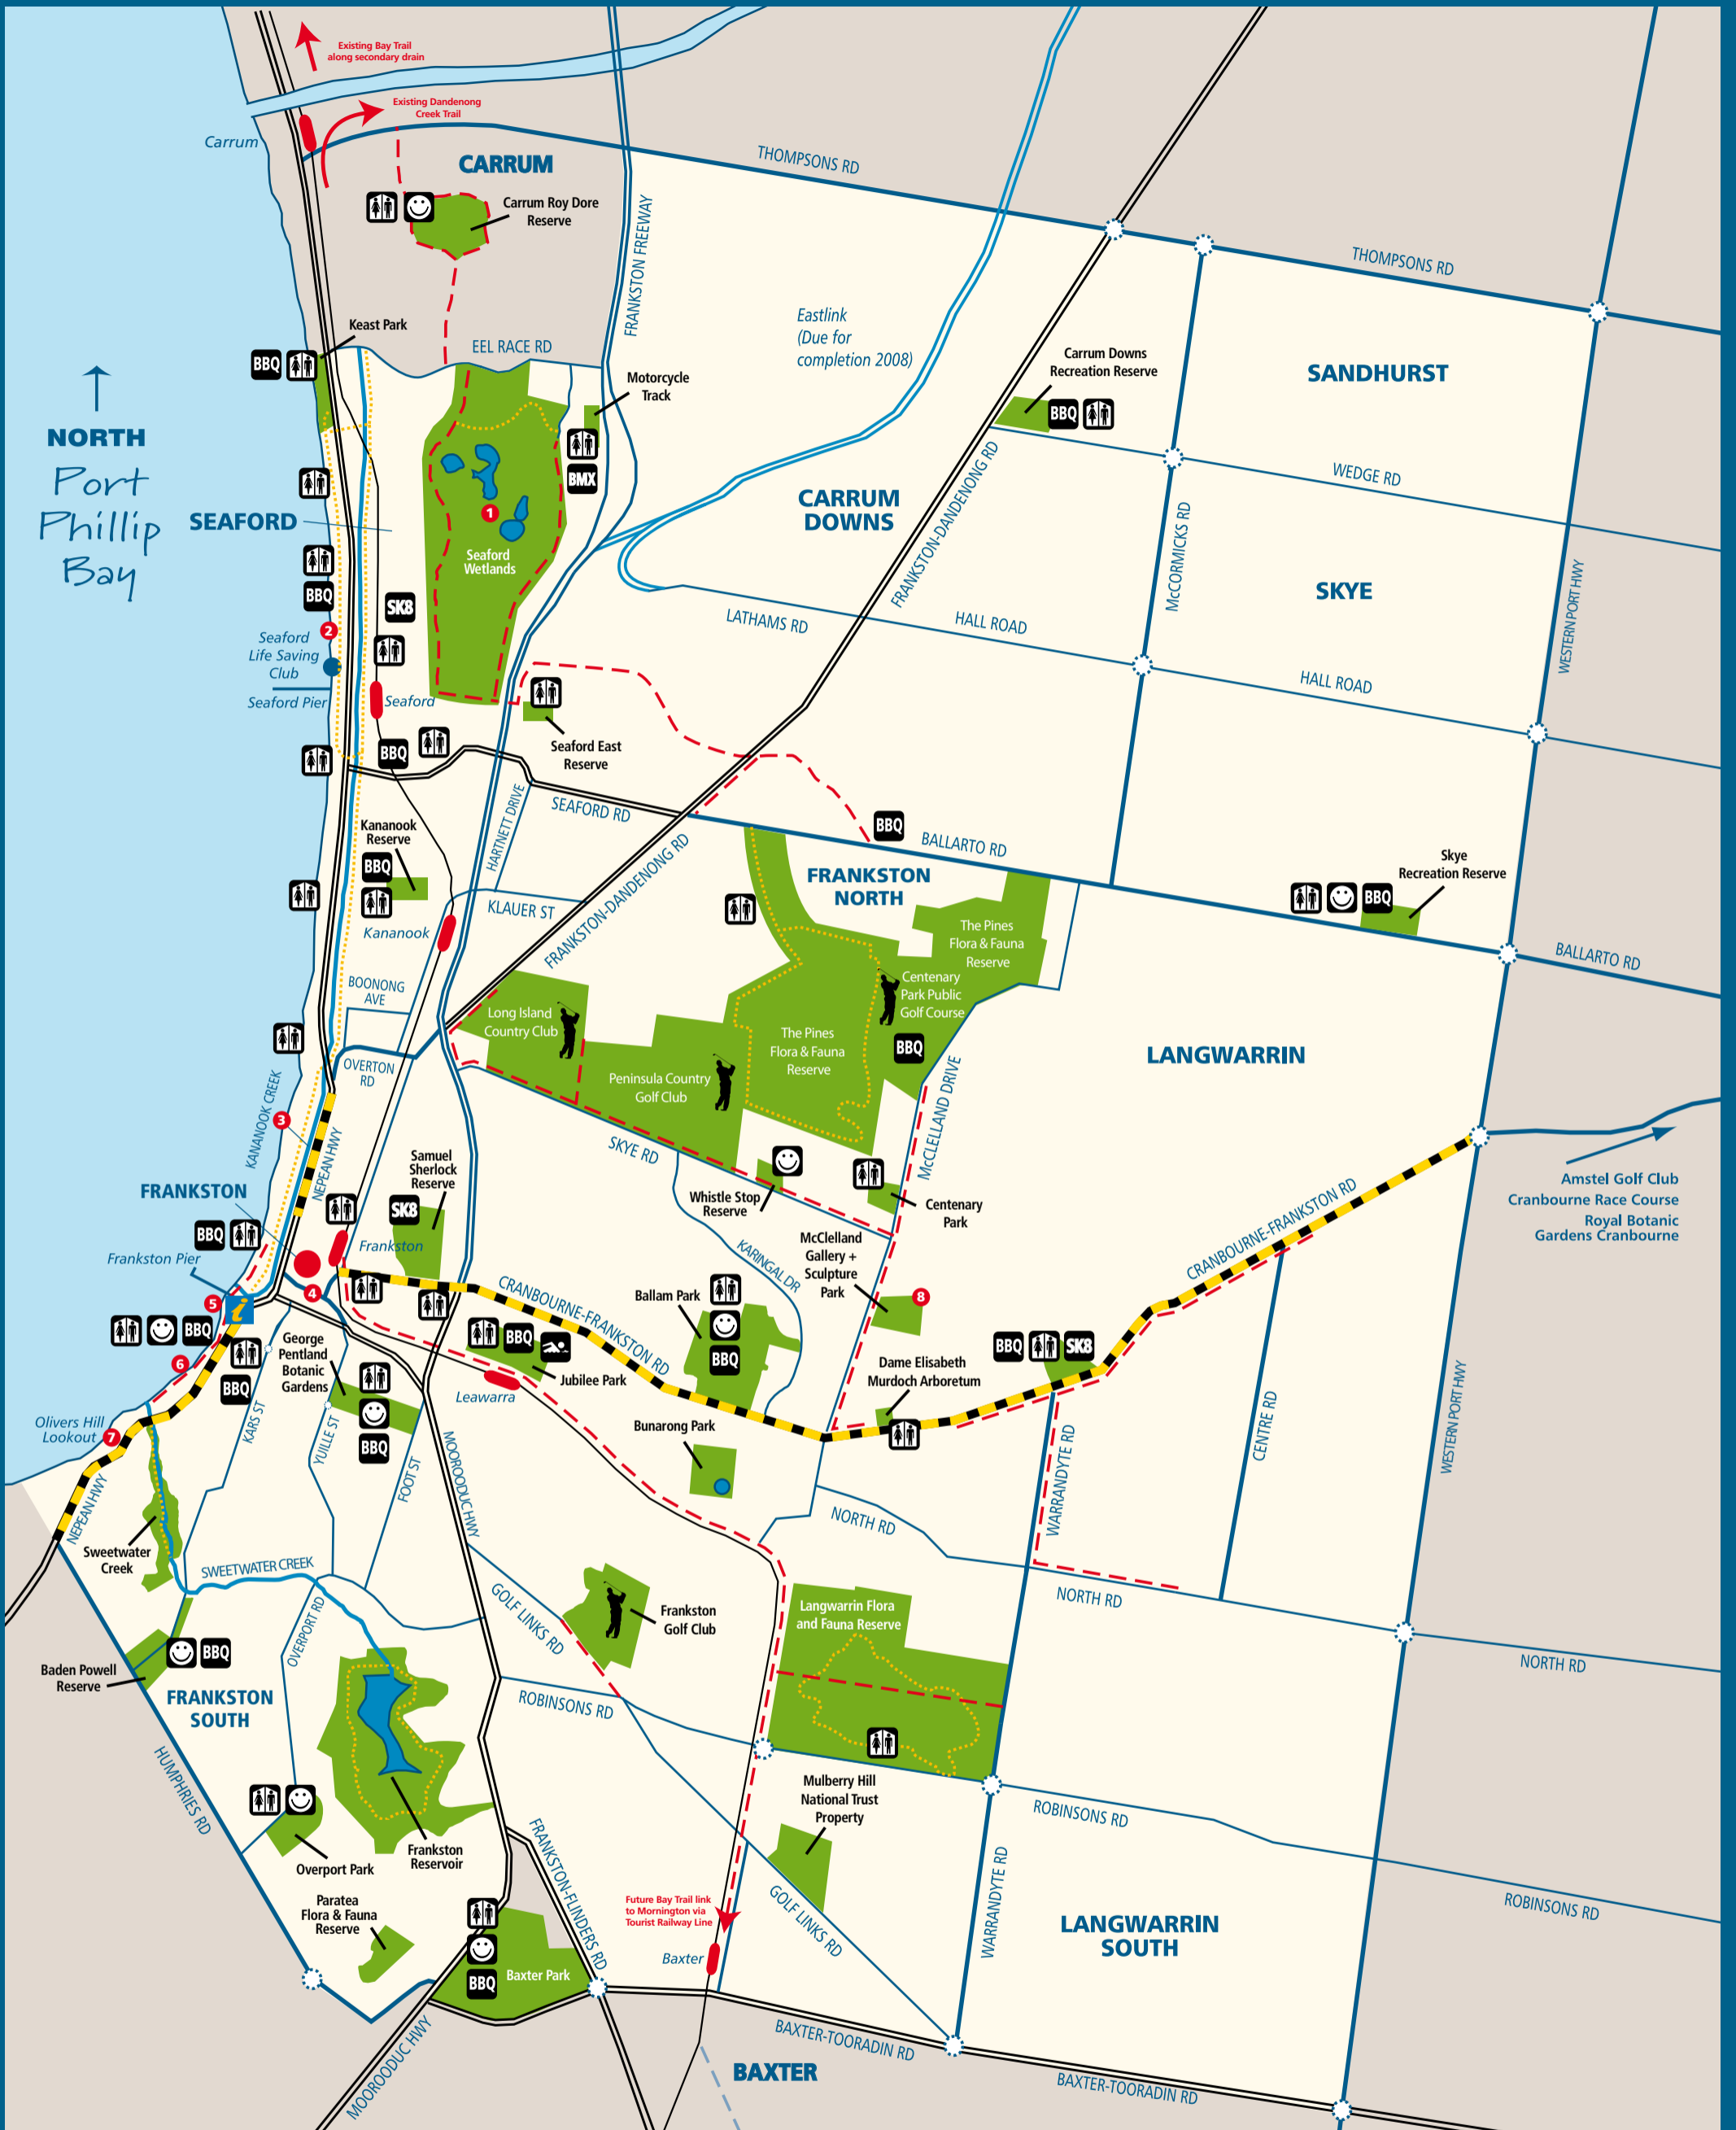 Existing Bay Trail
along secondary drain
Existing Dandenong
Creek Trail
Carrum
CARRUM
THOMPSONS RD
Carrum Roy Dore
Reserve
FRANKSTON FREEWAY
THOMPSONS RD
Keast Park
EEL RACE RD
Eastlink
(Due for
completion 2008)
Carrum Downs
Recreation Reserve
SANDHURST
BBQ
Motorcycle
Track
BBQ
NORTH
Port
Phillip
Bay
BMX
WEDGE RD
CARRUM
DOWNS
FRANKSTON-DANDENONG RD
McCORMICKS RD
SEAFORD
1
Seaford
Wetlands
WESTERN PORT HWY
SKYE
BBQ
SK8
LATHAMS RD
HALL ROAD
2
Seaford
Life Saving
Club
Seaford Pier
Seaford
HALL ROAD
BBQ
Seaford East
Reserve
HARTNETT DRIVE
SEAFORD RD
Kananook
Reserve
BBQ
BBQ
BALLARTO RD
FRANKSTON-DANDENONG RD
FRANKSTON
NORTH
Skye
Recreation Reserve
BBQ
KLAUER ST
Kananook
The Pines
Flora & Fauna
Reserve
BALLARTO RD
BOONONG
AVE
Centenary
Park Public
Golf Course
Long Island
Country Club
The Pines
Flora & Fauna
Reserve
BBQ
LANGWARRIN
OVERTON
RD
Peninsula Country
Golf Club
McCLELLAND DRIVE
KANANOOK CREEK
3
NEPEAN HWY
SKYE RD
Samuel
Sherlock
Reserve
FRANKSTON
SK8
Whistle Stop
Reserve
Centenary
Park
Amstel Golf Club
Cranbourne Race Course
Royal Botanic
Gardens Cranbourne
CRANBOURNE-FRANKSTON RD
BBQ
Frankston
Frankston Pier
McClelland
Gallery +
Sculpture
Park
KARINGAL DR
4
5
i
CRANBOURNE-FRANKSTON RD
Ballam Park
8
BBQ
BBQ
George
Pentland
Botanic
Gardens
BBQ
SK8
BBQ
Jubilee Park
Dame Elisabeth
Murdoch Arboretum
6
BBQ
Leawarra
WESTERN PORT HWY
Olivers Hill
Lookout
7
KARS ST
YUILLE ST
BBQ
Bunarong Park
CENTRE RD
MOOROODUC HWY
FOOT ST
WARRANDYTE RD
NEPEAN HWY
NORTH RD
Sweetwater
Creek
SWEETWATER CREEK
GOLF LINKS RD
NORTH RD
OVERPORT RD
Frankston
Golf Club
Langwarrin Flora
and Fauna Reserve
BBQ
NORTH RD
Baden Powell
Reserve
FRANKSTON
SOUTH
ROBINSONS RD
HUMPHRIES RD
Mulberry Hill
National Trust
Property
ROBINSONS RD
FRANKSTON-FLINDERS RD
Frankston
Reservoir
Overport Park
WARRANDYTE RD
Paratea
Flora & Fauna
Reserve
Future Bay Trail link
to Mornington via
Tourist Railway Line
GOLF LINKS RD
ROBINSONS RD
LANGWARRIN
SOUTH
Baxter
BBQ
Baxter Park
MOOROODUC HWY
BAXTER-TOORADIN RD
BAXTER
BAXTER-TOORADIN RD